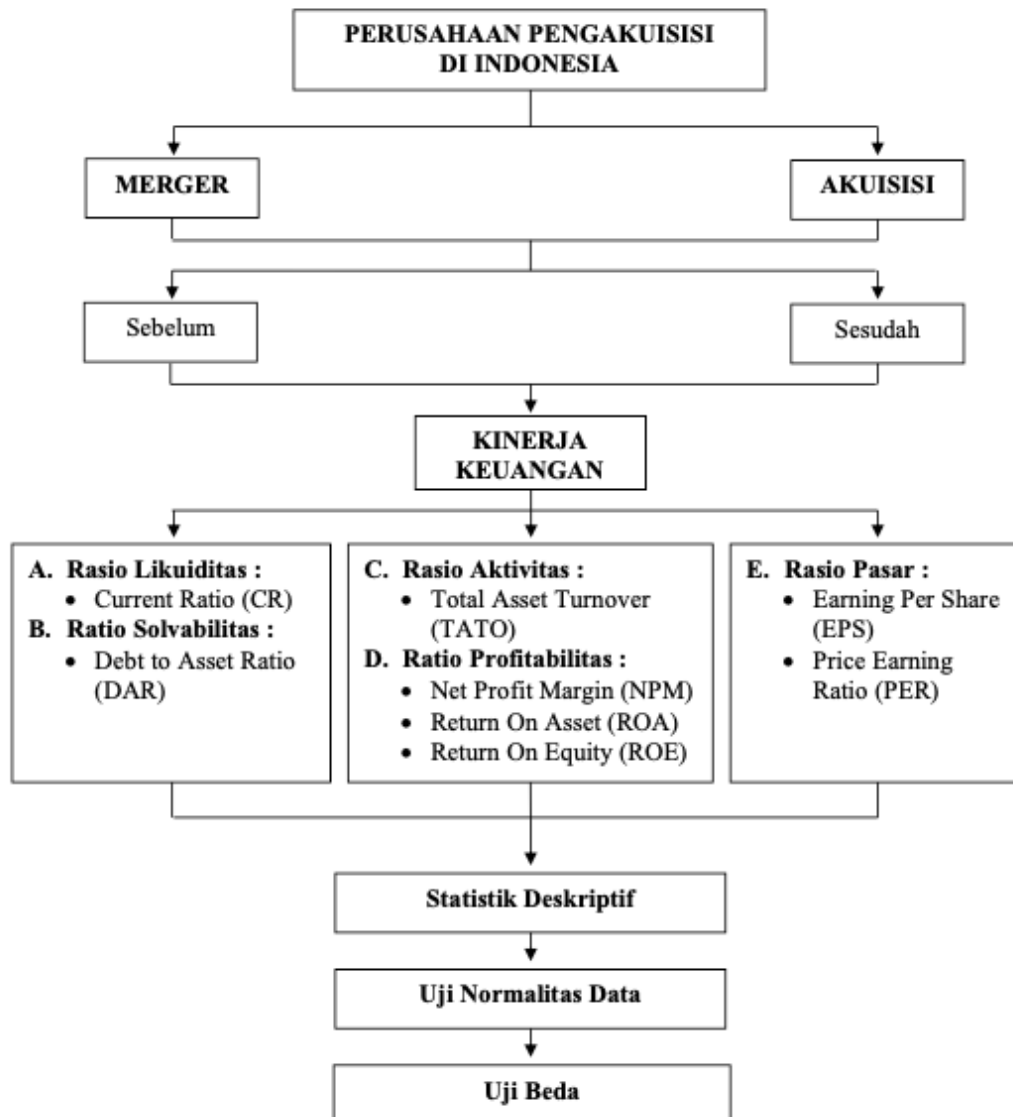 PERUSAHAAN PENGAKUISISI
DI INDONESIA
MERGER
AKUISISI
Sebelum
Sesudah
KINERJA
KEUANGAN
A. Rasio Likuiditas :
• Current Ratio (CR)
B. Ratio Solvabilitas :
• Debt to Asset Ratio
(DAR)
C. Rasio Aktivitas :
• Total Asset Turnover
(TATO)
D. Ratio Profitabilitas :
• Net Profit Margin (NPM)
• Return On Asset (ROA)
• Return On Equity (ROE)
E. Rasio Pasar :
• Earning Per Share
(EPS)
• Price Earning
Ratio (PER)
Statistik Deskriptif
Uji Normalitas Data
Uji Beda